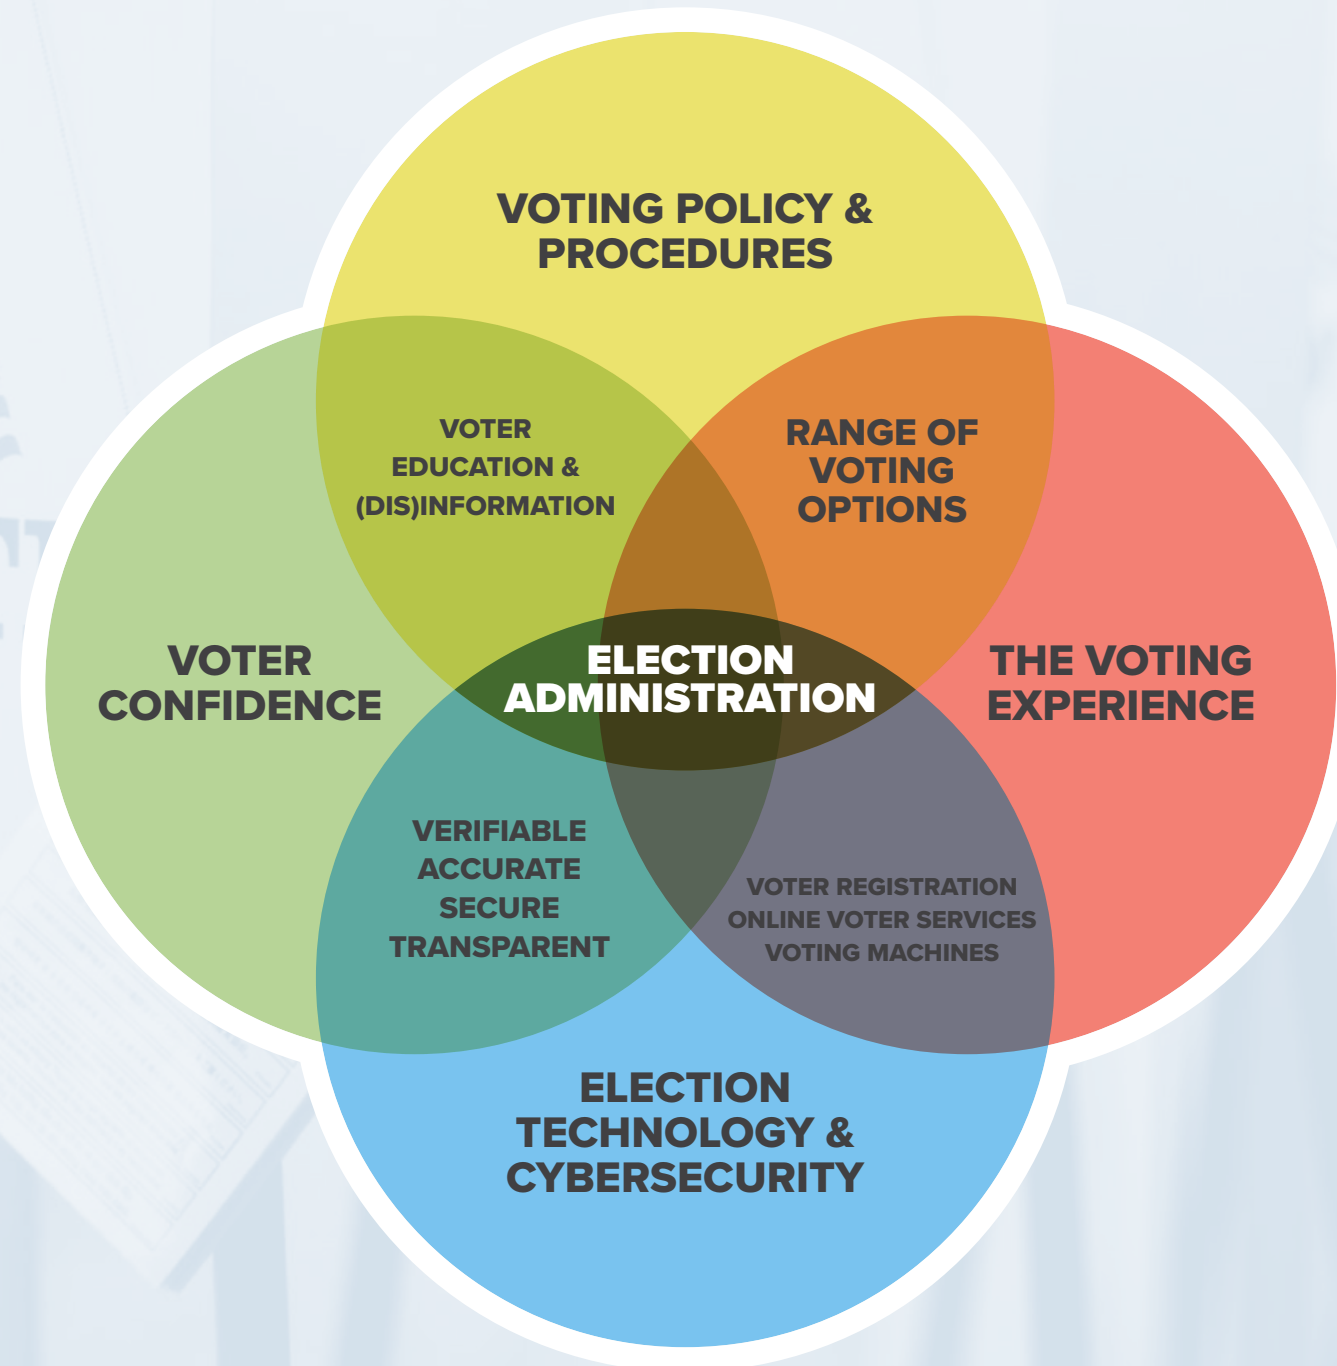 VOTING POLICY &
PROCEDURES
VOTER
EDUCATION &
(DIS)INFORMATION
RANGE OF
VOTING
OPTIONS
VOTER
CONFIDENCE
ELECTION
ADMINISTRATION
THE VOTING
EXPERIENCE
VERIFIABLE
ACCURATE
SECURE
TRANSPARENT
VOTER REGISTRATION
ONLINE VOTER SERVICES
VOTING MACHINES
ELECTION
TECHNOLOGY &
CYBERSECURITY